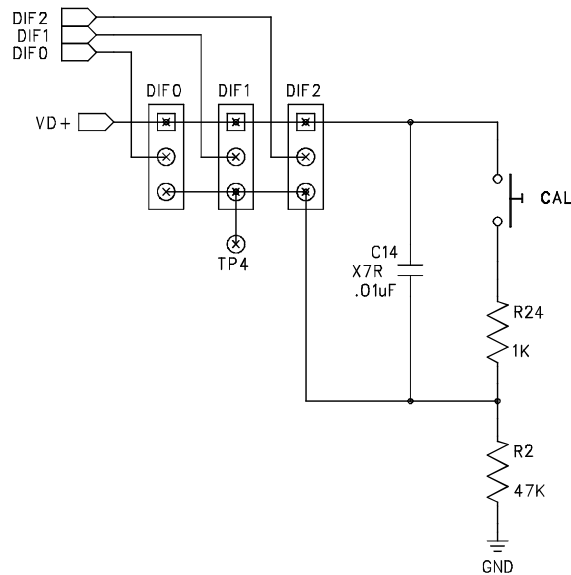 DIF2
DIF1
DIF0
DIF0 DIF1 DIF2
VD+
CAL
TP4
C14
X7R
.01uF
R24
1K
R2
47K
GND